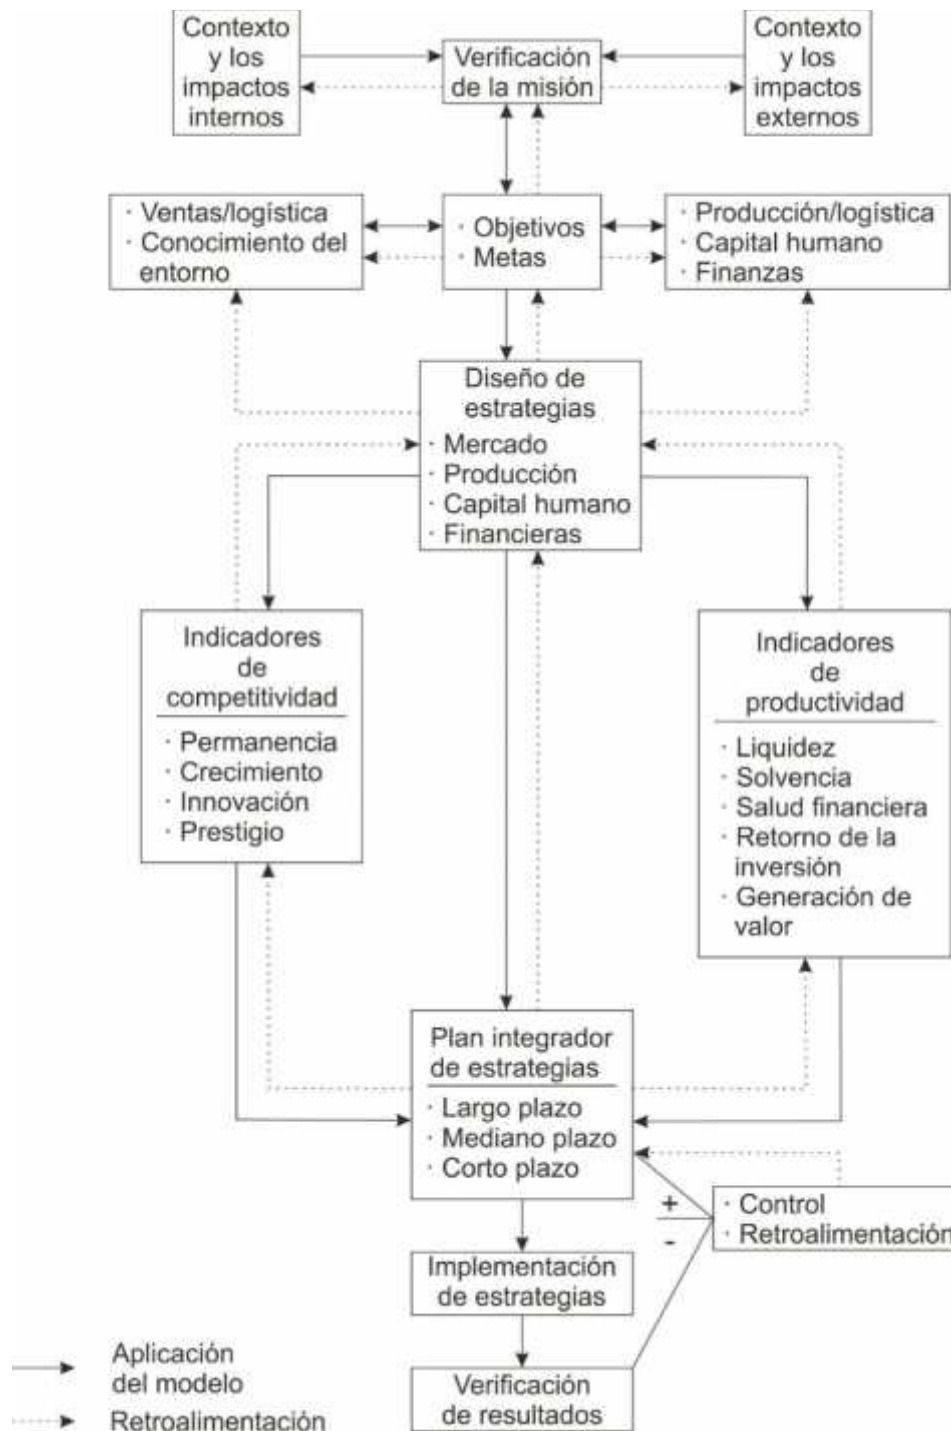 Contexto
y los
impactos
internos
Verificación
de la misión
Contexto
y los
impactos
externos
· Ventas/logística
· Conocimiento del
entorno
· Objetivos
· Metas
· Producción/logística
· Capital humano
· Finanzas
Diseño de
estrategias
· Mercado
· Producción
· Capital humano
· Financieras
Indicadores
de
competitividad
· Permanencia
· Crecimiento
· Innovación
· Prestigio
Indicadores
de
productividad
· Liquidez
· Solvencia
· Salud financiera
· Retorno de la
inversión
· Generación de
valor
Plan integrador
de estrategias
· Largo plazo
· Mediano plazo
· Corto plazo
+
-
· Control
· Retroalimentación
Implementación
de estrategias
Verificación
de resultados
Aplicación
del modelo
Retroalimentación